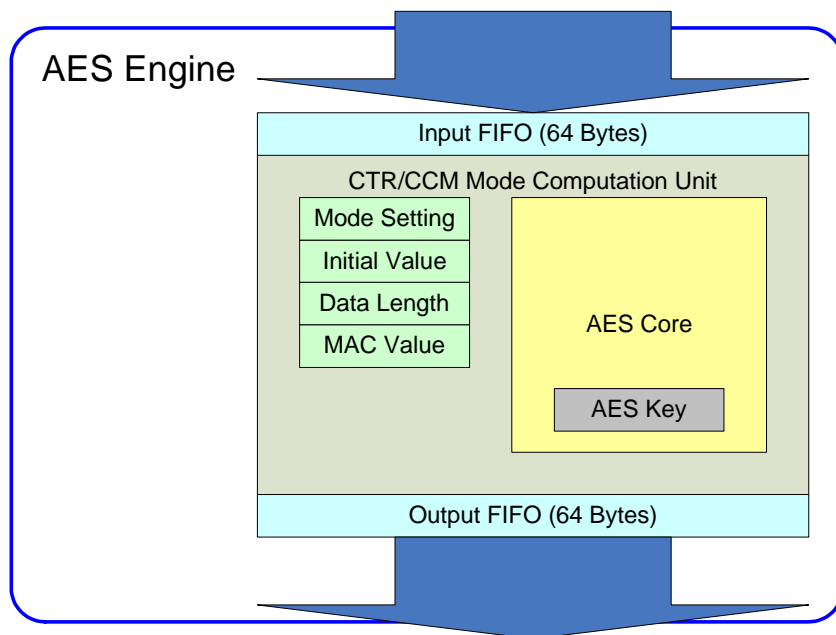 AES Engine
Input FIFO (64 Bytes)
CTR/CCM Mode Computation Unit
Mode Setting
Initial Value
Data Length
MAC Value
AES Core
AES Key
Output FIFO (64 Bytes)